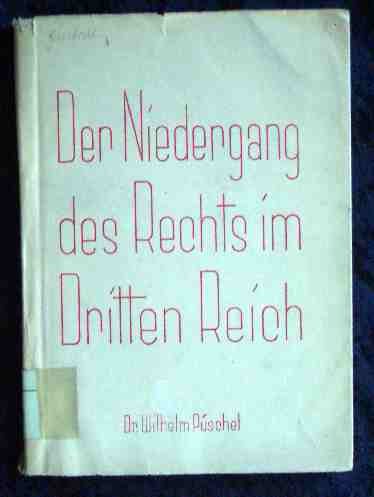 Der Niedergang
des Rechts im
Dritten Reich
Dr. Wilhelm Püschel